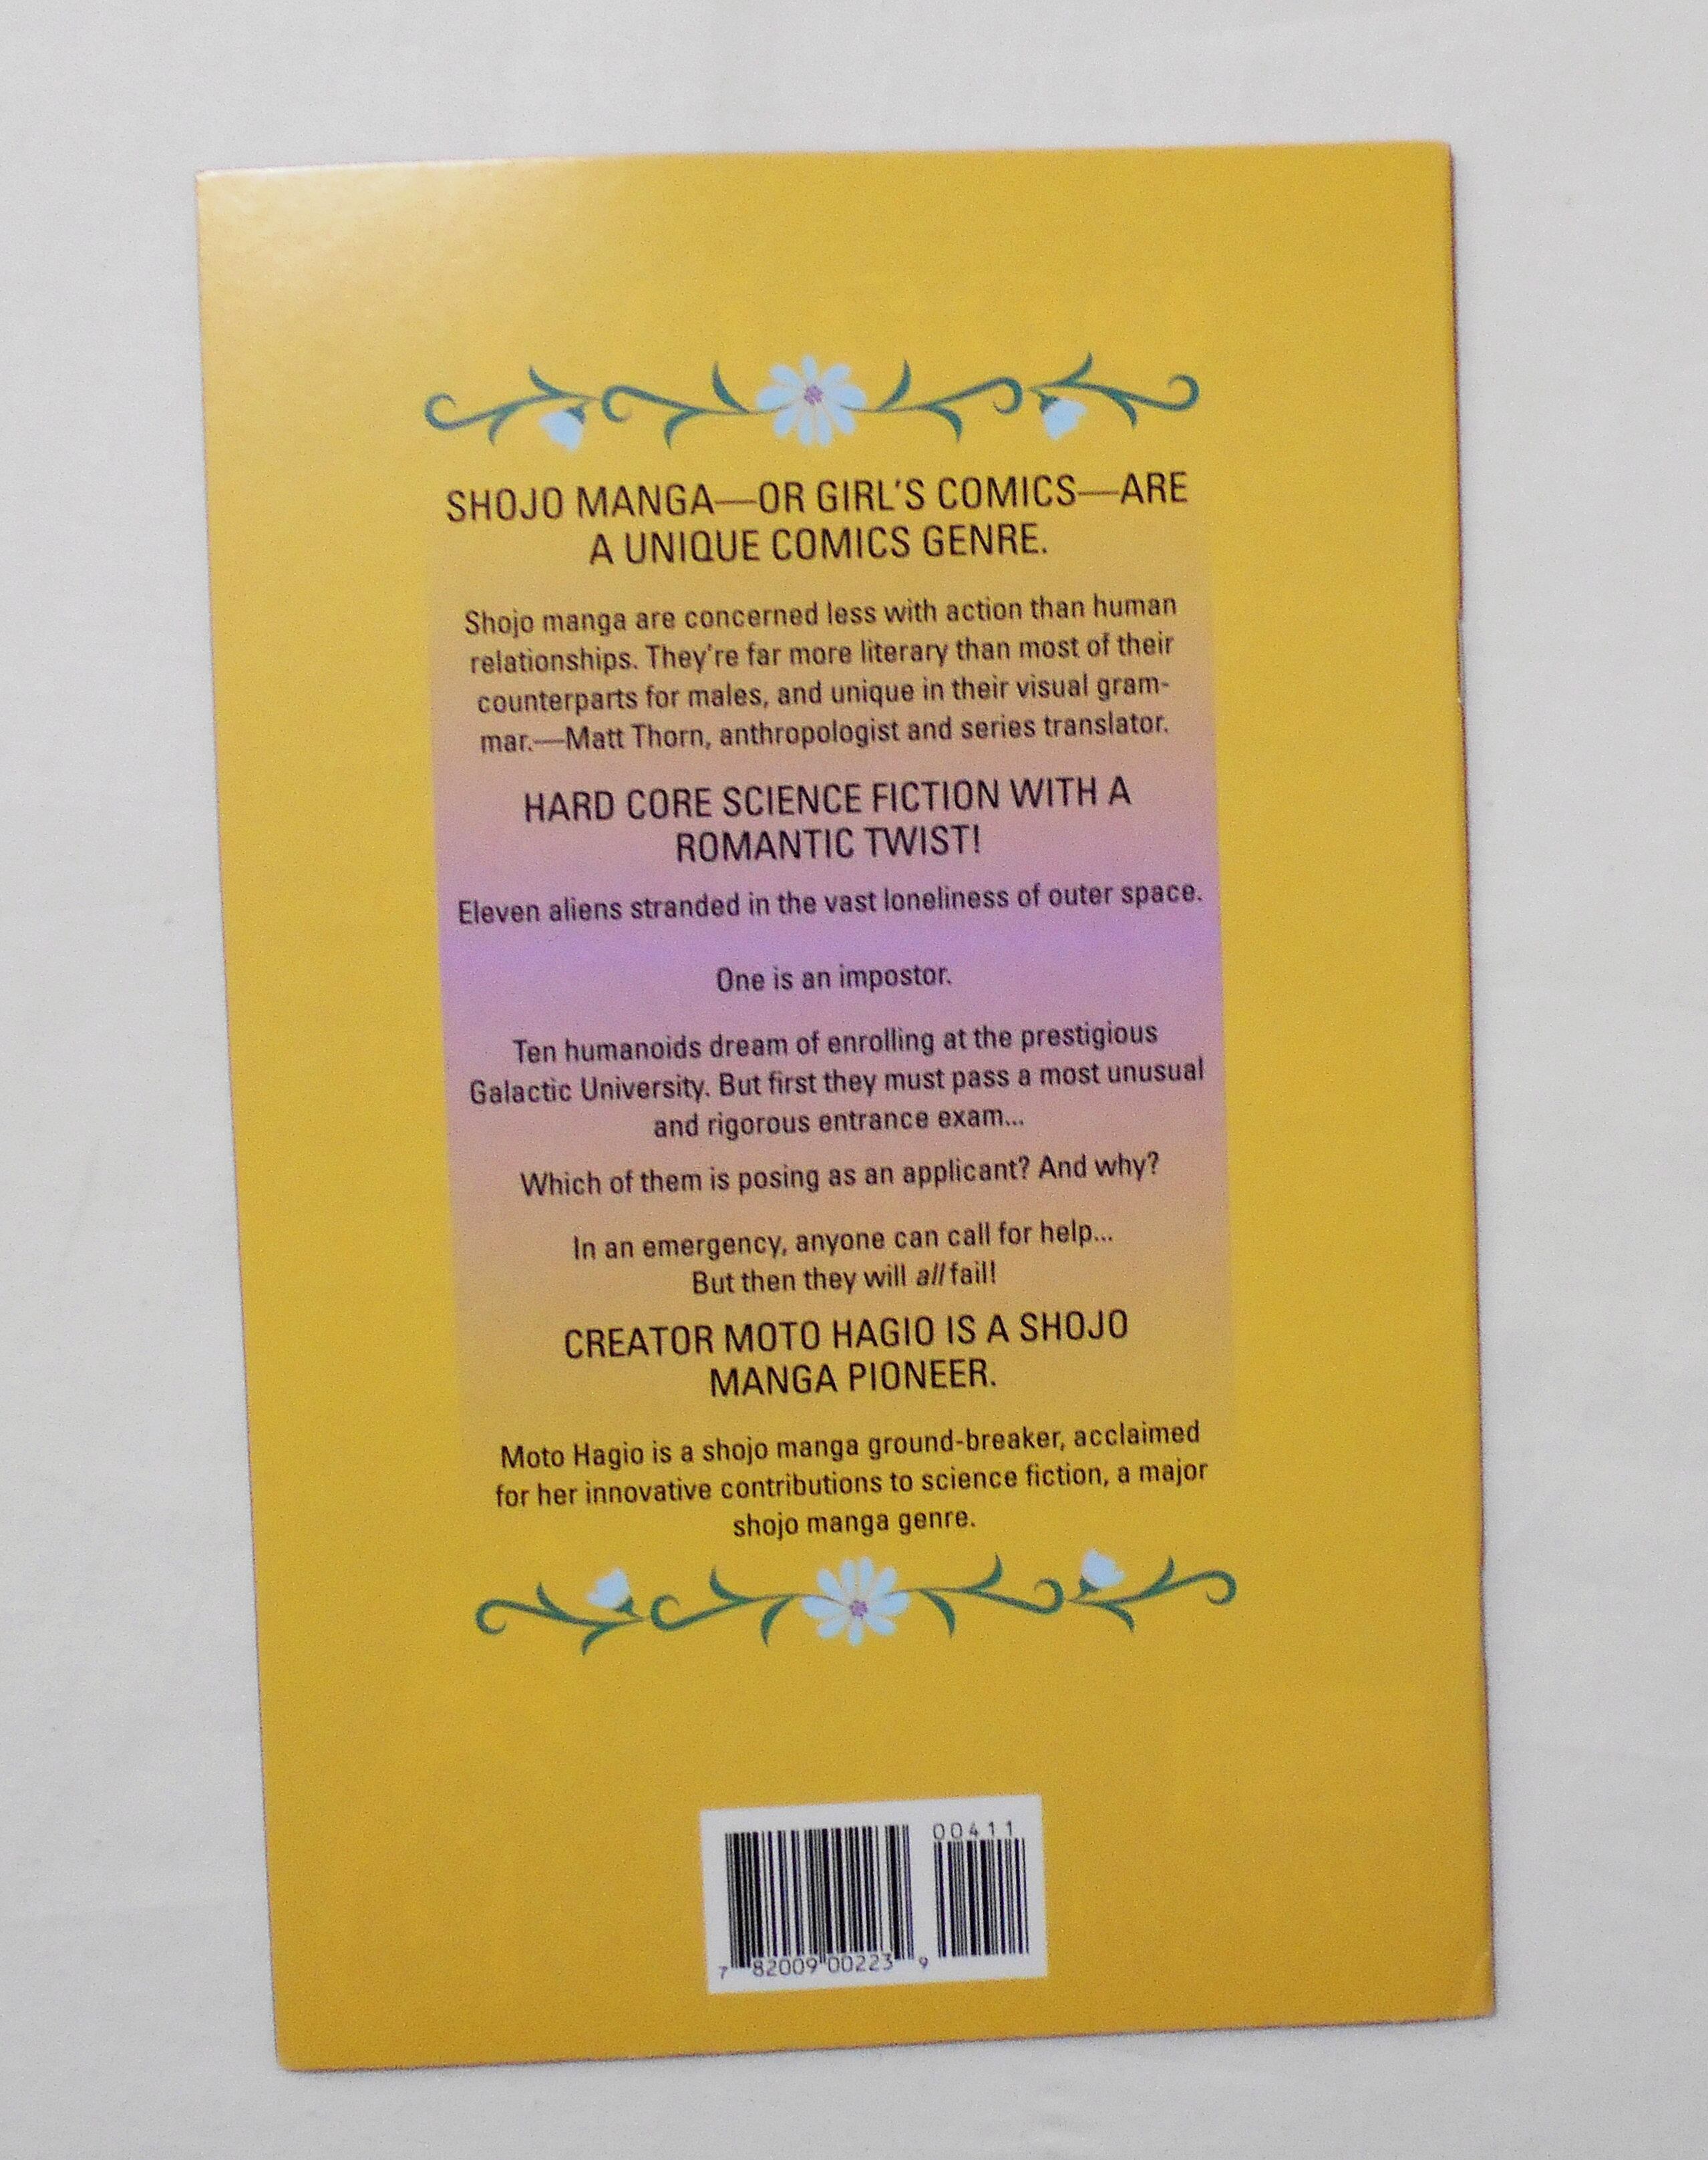 SHOJO MANGA—OR GIRL'S COMICS—ARE
A UNIQUE COMICS GENRE.
Shojo manga are concerned less with action than human
relationships. They're far more literary than most of their
counterparts for males, and unique in their visual gram-
mar.—Matt Thorn, anthropologist and series translator.
HARD CORE SCIENCE FICTION WITH A
ROMANTIC TWIST!
Eleven aliens stranded in the vast loneliness of outer space.
One is an impostor.
Ten humanoids dream of enrolling at the prestigious
Galactic University. But first they must pass a most unusual
and rigorous entrance exam...
Which of them is posing as an applicant? And why?
In an emergency, anyone can call for help...
But then they will all fail!
CREATOR MOTO HAGIO IS A SHOJO
MANGA PIONEER.
Moto Hagio is a shojo manga ground-breaker, acclaimed
for her innovative contributions to science fiction, a major
shojo manga genre.
00411
7 82009 00223 9